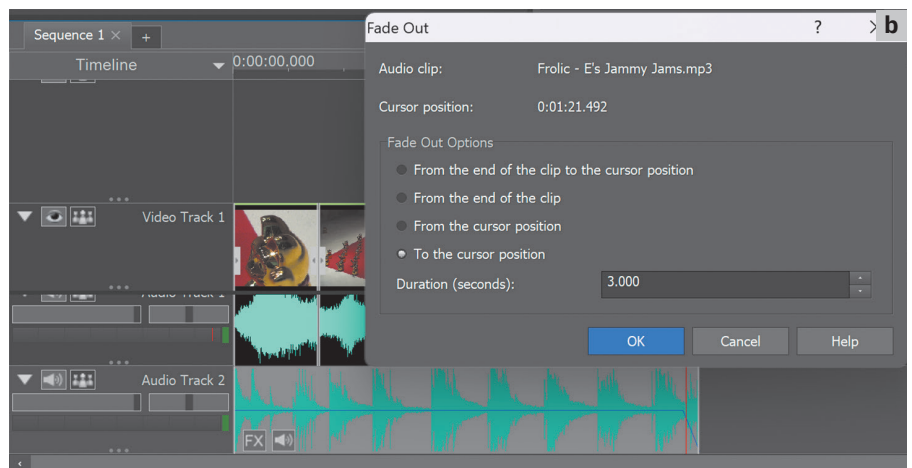 Sequence 1 × +
Timeline
0:00:00.000
Fade Out ? b
Audio clip: Frolic - E's Jammy Jams.mp3
Cursor position: 0:01:21.492
Fade Out Options
From the end of the clip to the cursor position
From the end of the clip
From the cursor position
To the cursor position
Duration (seconds): 3.000
OK Cancel Help
Video Track 1
Audio Track 1
Audio Track 2
FX